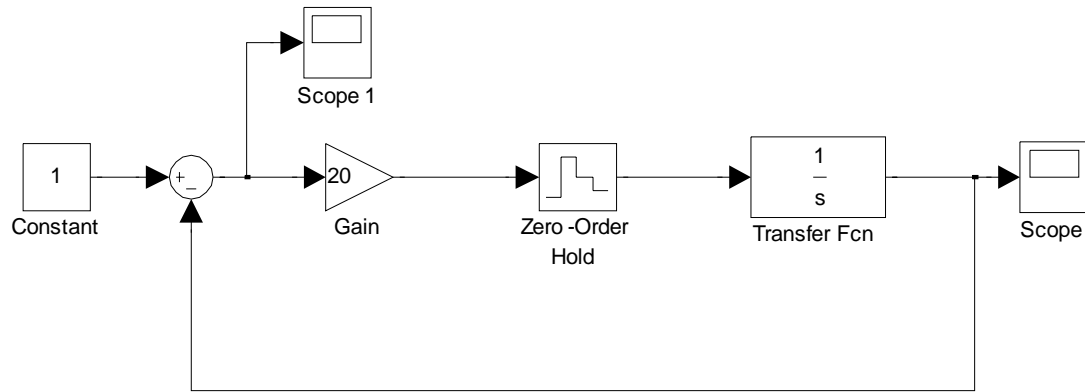 Scope 1
1
Constant
+
−
20
Gain
Zero -Order
Hold
1
s
Transfer Fcn
Scope